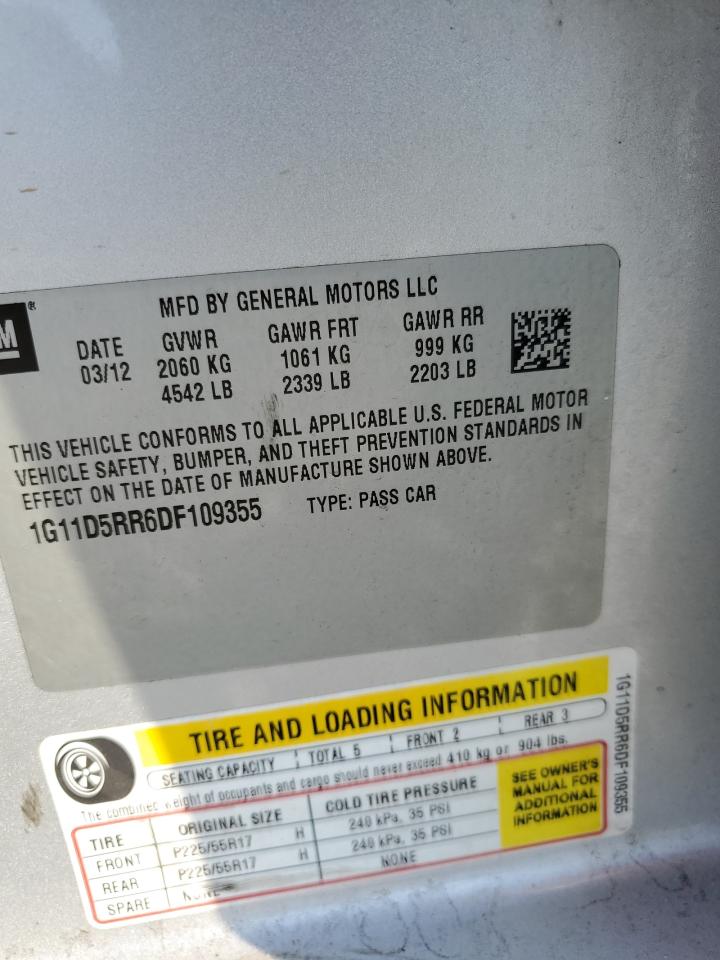 M®
MFD BY GENERAL MOTORS LLC
DATE GVWR GAWR FRT GAWR RR
03/12 2060 KG 1061 KG 999 KG
4542 LB 2339 LB 2203 LB
THIS VEHICLE CONFORMS TO ALL APPLICABLE U.S. FEDERAL MOTOR
VEHICLE SAFETY, BUMPER, AND THEFT PREVENTION STANDARDS IN
EFFECT ON THE DATE OF MANUFACTURE SHOWN ABOVE.
1G11D5RR6DF109355 TYPE: PASS CAR
TIRE AND LOADING INFORMATION
SEATING CAPACITY TOTAL 5 FRONT 2 REAR 3
The combined weight of occupants and cargo should never exceed 410 kg or 904 lbs.
TIRE ORIGINAL SIZE COLD TIRE PRESSURE
FRONT P225/55R17 H 240 kPa, 35 PSI
REAR P225/55R17 H 240 kPa, 35 PSI
SPARE NONE NONE
SEE OWNER'S
MANUAL FOR
ADDITIONAL
INFORMATION
1G11D5RR6DF109355